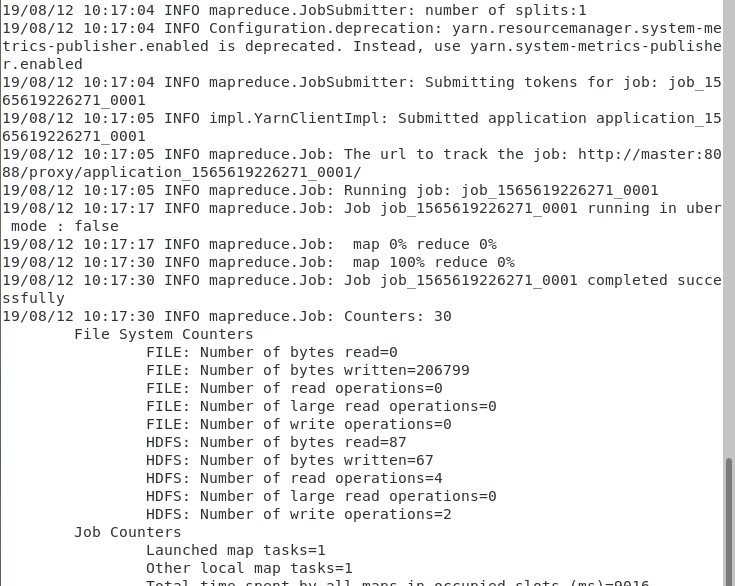 19/08/12 10:17:04 INFO mapreduce.JobSubmitter: number of splits:1
19/08/12 10:17:04 INFO Configuration.deprecation: yarn.resourcemanager.system-me
trics-publisher.enabled is deprecated. Instead, use yarn.system-metrics-publishe
r.enabled
19/08/12 10:17:04 INFO mapreduce.JobSubmitter: Submitting tokens for job: job_15
65619226271_0001
19/08/12 10:17:05 INFO impl.YarnClientImpl: Submitted application application_15
65619226271_0001
19/08/12 10:17:05 INFO mapreduce.Job: The url to track the job: http://master:80
88/proxy/application_1565619226271_0001/
19/08/12 10:17:05 INFO mapreduce.Job: Running job: job_1565619226271_0001
19/08/12 10:17:17 INFO mapreduce.Job: Job job_1565619226271_0001 running in uber
 mode : false
19/08/12 10:17:17 INFO mapreduce.Job:  map 0% reduce 0%
19/08/12 10:17:30 INFO mapreduce.Job:  map 100% reduce 0%
19/08/12 10:17:30 INFO mapreduce.Job: Job job_1565619226271_0001 completed succe
ssfully
19/08/12 10:17:30 INFO mapreduce.Job: Counters: 30
        File System Counters
                FILE: Number of bytes read=0
                FILE: Number of bytes written=206799
                FILE: Number of read operations=0
                FILE: Number of large read operations=0
                FILE: Number of write operations=0
                HDFS: Number of bytes read=87
                HDFS: Number of bytes written=67
                HDFS: Number of read operations=4
                HDFS: Number of large read operations=0
                HDFS: Number of write operations=2
        Job Counters
                Launched map tasks=1
                Other local map tasks=1
                Total time spent by all maps in occupied slots (ms)=9016